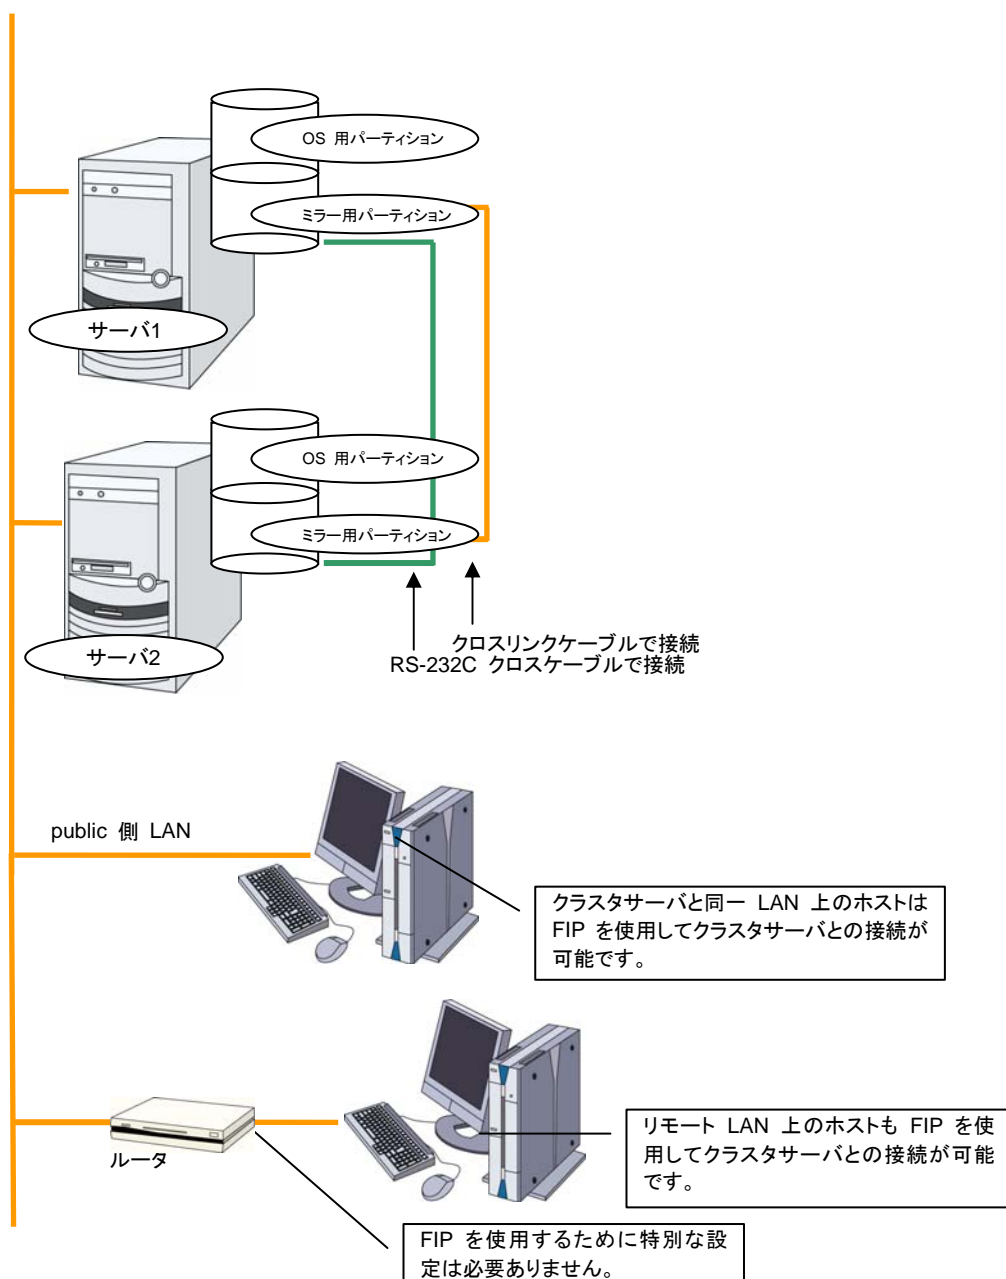 OS 用パーティション
ミラー用パーティション
サーバ1
OS 用パーティション
ミラー用パーティション
サーバ2
クロスリンクケーブルで接続
RS-232C クロスケーブルで接続
public 側 LAN
クラスタサーバと同一 LAN 上のホストは
FIP を使用してクラスタサーバとの接続が
可能です。
ルータ
リモート LAN 上のホストも FIP を使
用してクラスタサーバとの接続が可能
です。
FIP を使用するために特別な設
定は必要ありません。